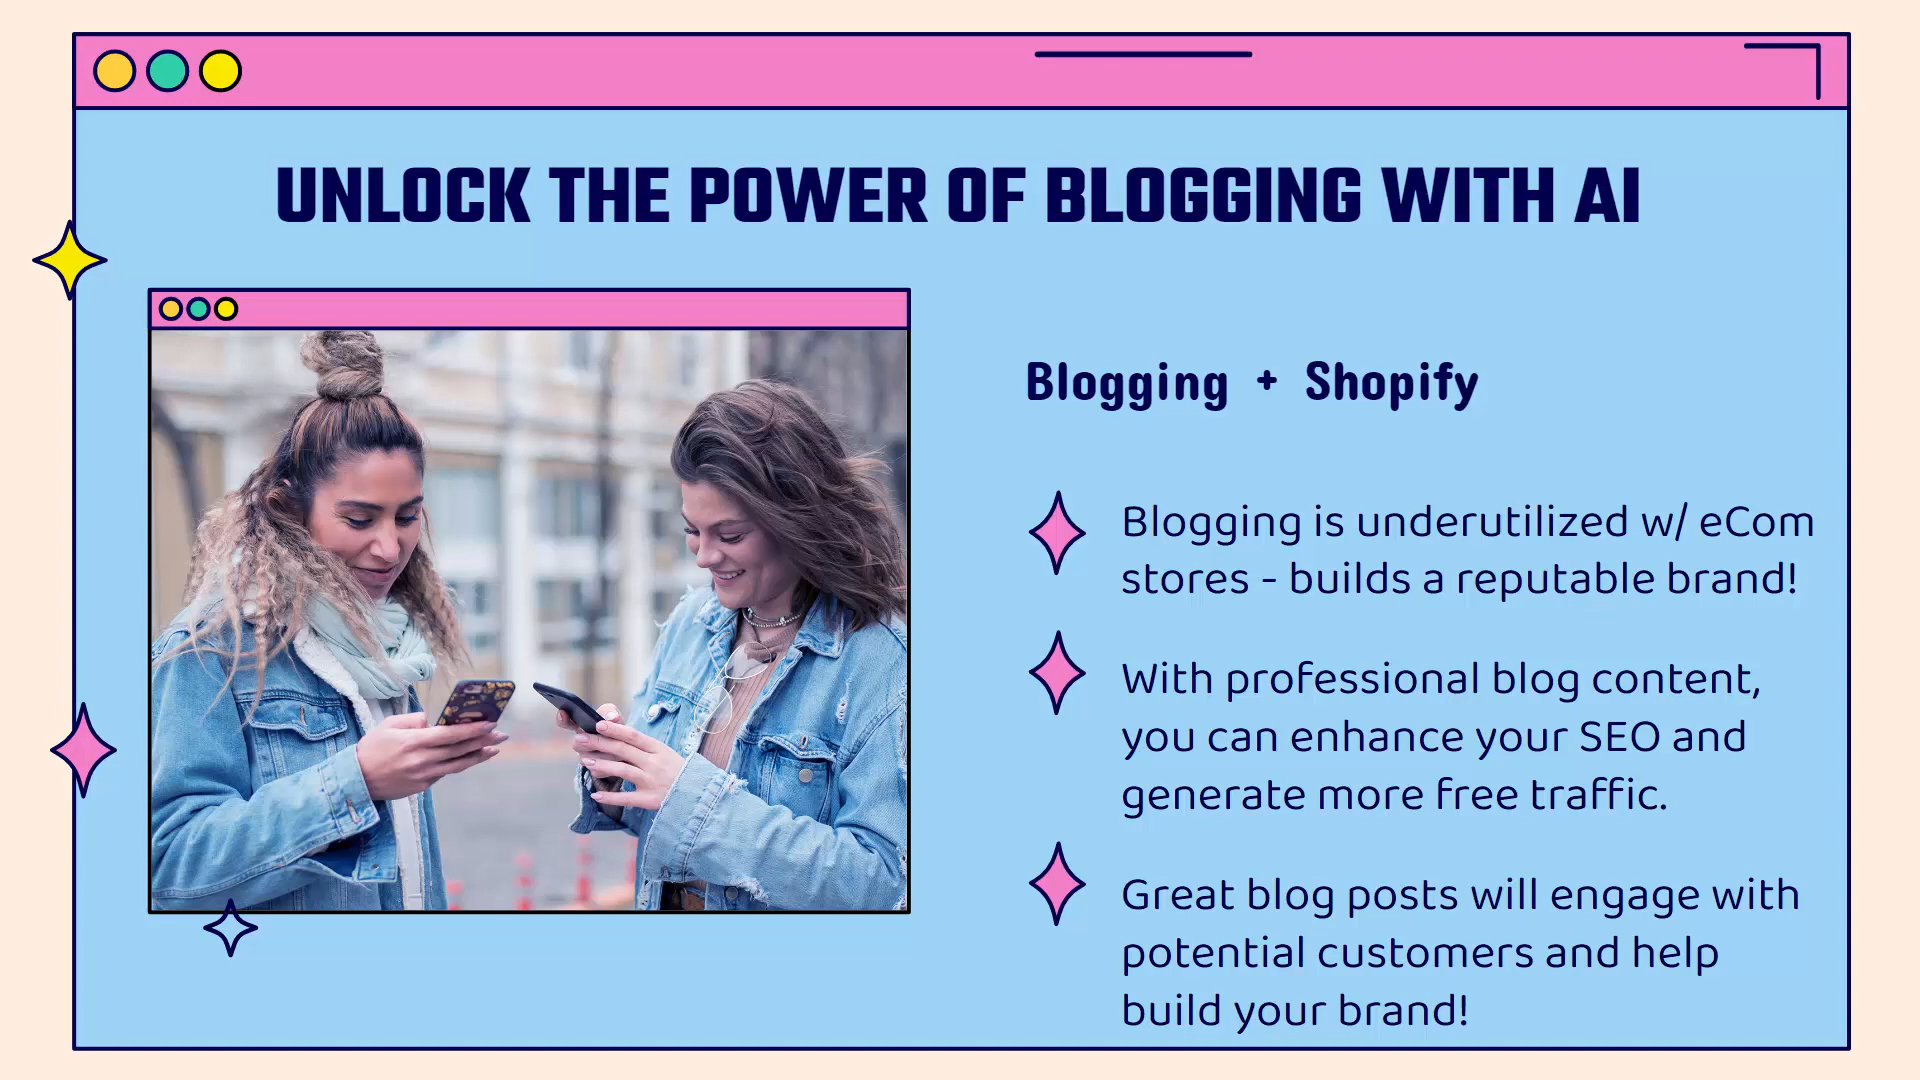 UNLOCK THE POWER OF BLOGGING WITH AI
Blogging + Shopify
Blogging is underutilized w/ eCom
stores - builds a reputable brand!
With professional blog content,
you can enhance your SEO and
generate more free traffic.
Great blog posts will engage with
potential customers and help
build your brand!